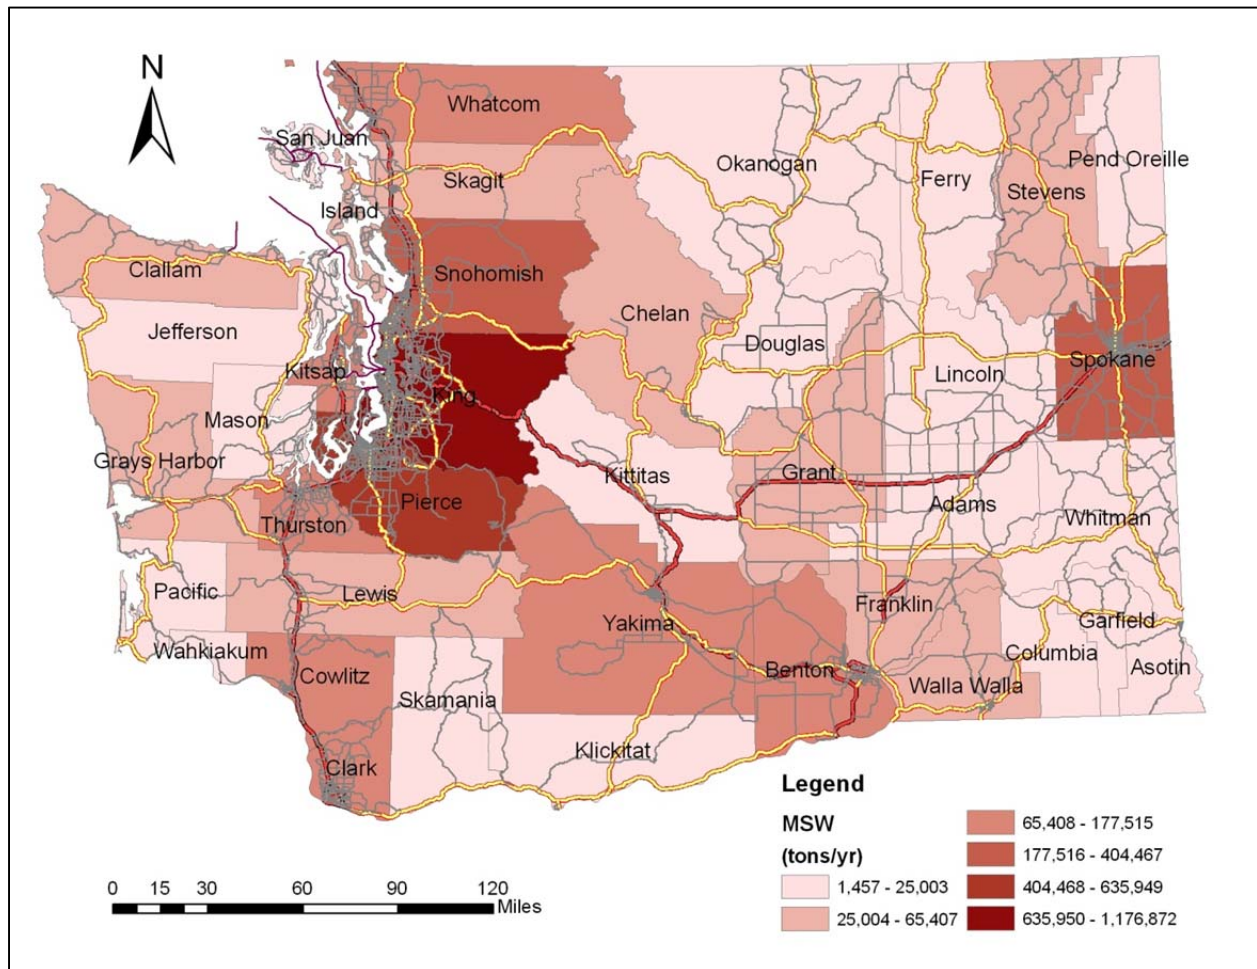 N
Whatcom
San Juan
Okanogan
Pend Oreille
Skagit
Ferry
Stevens
Island
Clallam
Snohomish
Chelan
Jefferson
Douglas
Spokane
Kitsap
Lincoln
King
Mason
Grays Harbor
Kittitas
Grant
Pierce
Adams
Whitman
Thurston
Pacific
Lewis
Franklin
Yakima
Garfield
Wahkiakum
Columbia
Benton
Asotin
Cowlitz
Walla Walla
Skamania
Klickitat
Clark
Legend
MSW
(tons/yr)
1,457 - 25,003
25,004 - 65,407
65,408 - 177,515
177,516 - 404,467
404,468 - 635,949
635,950 - 1,176,872
0 15 30 60 90 120
Miles